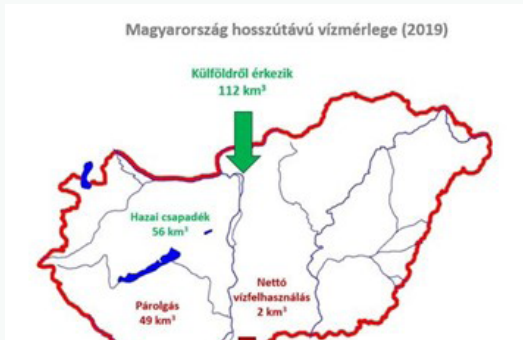 Magyarország hosszútávú vízmérlege (2019)
Külföldről érkezik
112 km³
Hazai csapadék
56 km³
Párolgás
49 km³
Nettó
vízfelhasználás
2 km³